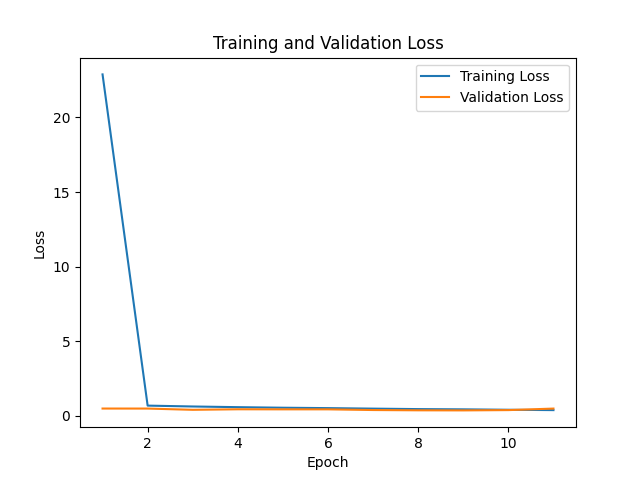 Training and Validation Loss
Training Loss
Validation Loss
Loss
20
15
10
5
0
2 4 6 8 10
Epoch